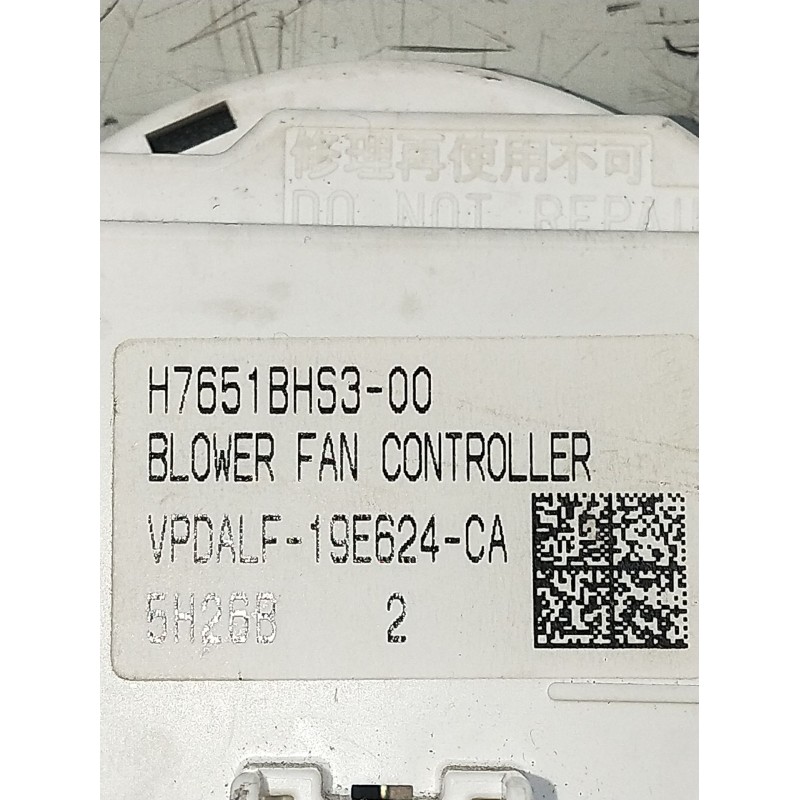 修理再使用不可
DO NOT REPAIR
H7651BHS3-00
BLOWER FAN CONTROLLER
VPDALF-19E624-CA
5H26B 2